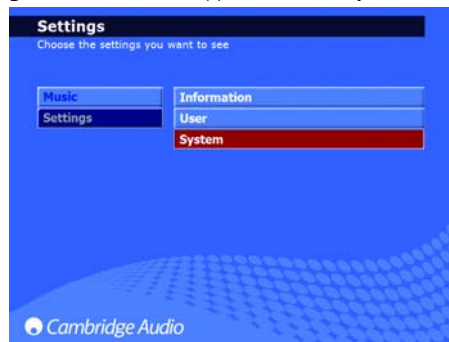 Settings
Choose the settings you want to see
Music
Information
Settings
User
System
Cambridge Audio